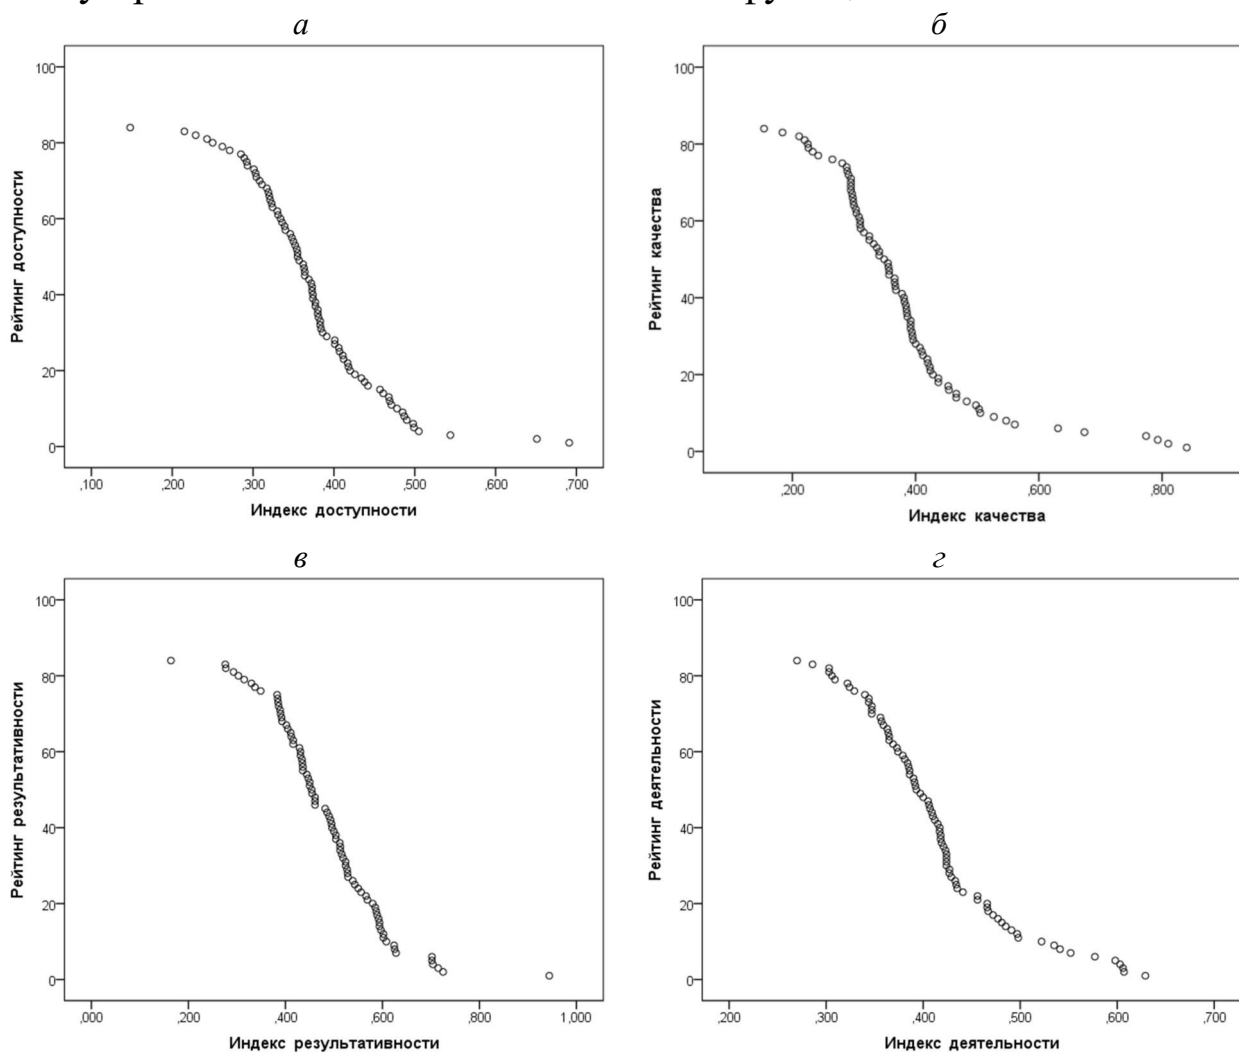 а
б
100
80
60
40
20
0
Рейтинг доступности
,100 ,200 ,300 ,400 ,500 ,600 ,700
Индекс доступности
100
80
60
40
20
0
Рейтинг качества
,200 ,400 ,600 ,800
Индекс качества
в
г
100
80
60
40
20
0
Рейтинг результативности
,000 ,200 ,400 ,600 ,800 1,000
Индекс результативности
100
80
60
40
20
0
Рейтинг деятельности
,200 ,300 ,400 ,500 ,600 ,700
Индекс деятельности